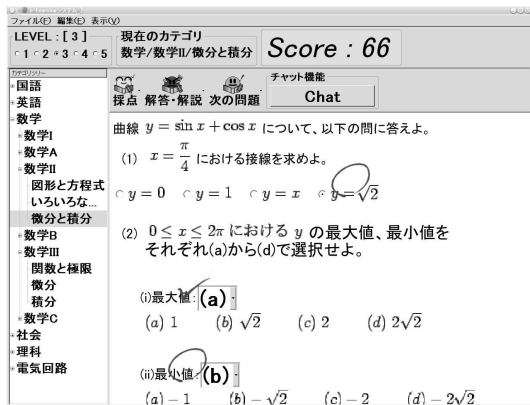 ファイル(F) 編集(E) 表示(V)
LEVEL : [ 3 ]
1 2 3 4 5
現在のカテゴリ
数学/数学II/微分と積分
Score : 66
カテゴリツリー
国語
英語
数学
数学I
数学A
数学II
図形と方程式
いろいろな...
微分と積分
数学B
数学III
関数と極限
微分
積分
数学C
社会
理科
電気回路
採点 解答・解説 次の問題
チャット機能
Chat
曲線 y = sin x + cos x について、以下の問に答えよ。
(1) x = π/4 における接線を求めよ。
y = 0 y = 1 y = x y = √2
(2) 0 ≤ x ≤ 2π における y の最大値、最小値を
それぞれ(a)から(d)で選択せよ。
(i)最大値: (a)
(a) 1 (b) √2 (c) 2 (d) 2√2
(ii)最小値: (b)
(a) − 1 (b) − √2 (c) − 2 (d) − 2√2